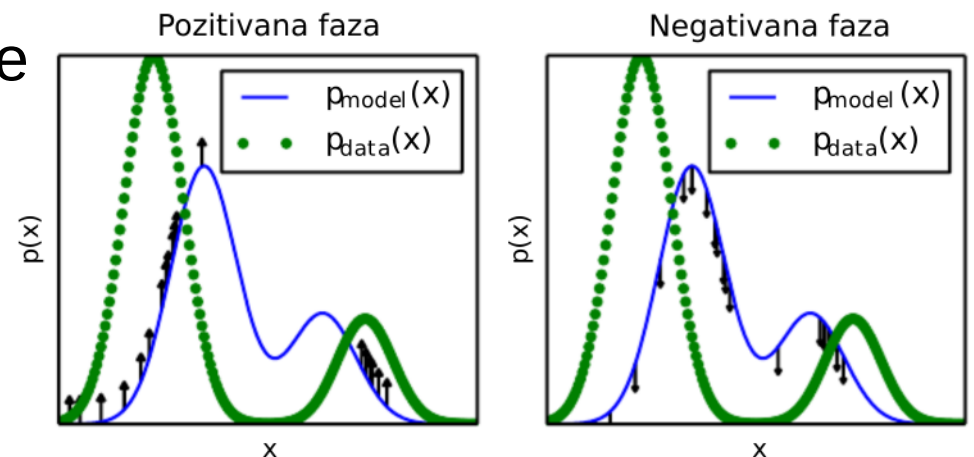 e
Pozitivana faza
p(x)
pmodel(x)
pdata(x)
x
Negativana faza
p(x)
pmodel(x)
pdata(x)
x